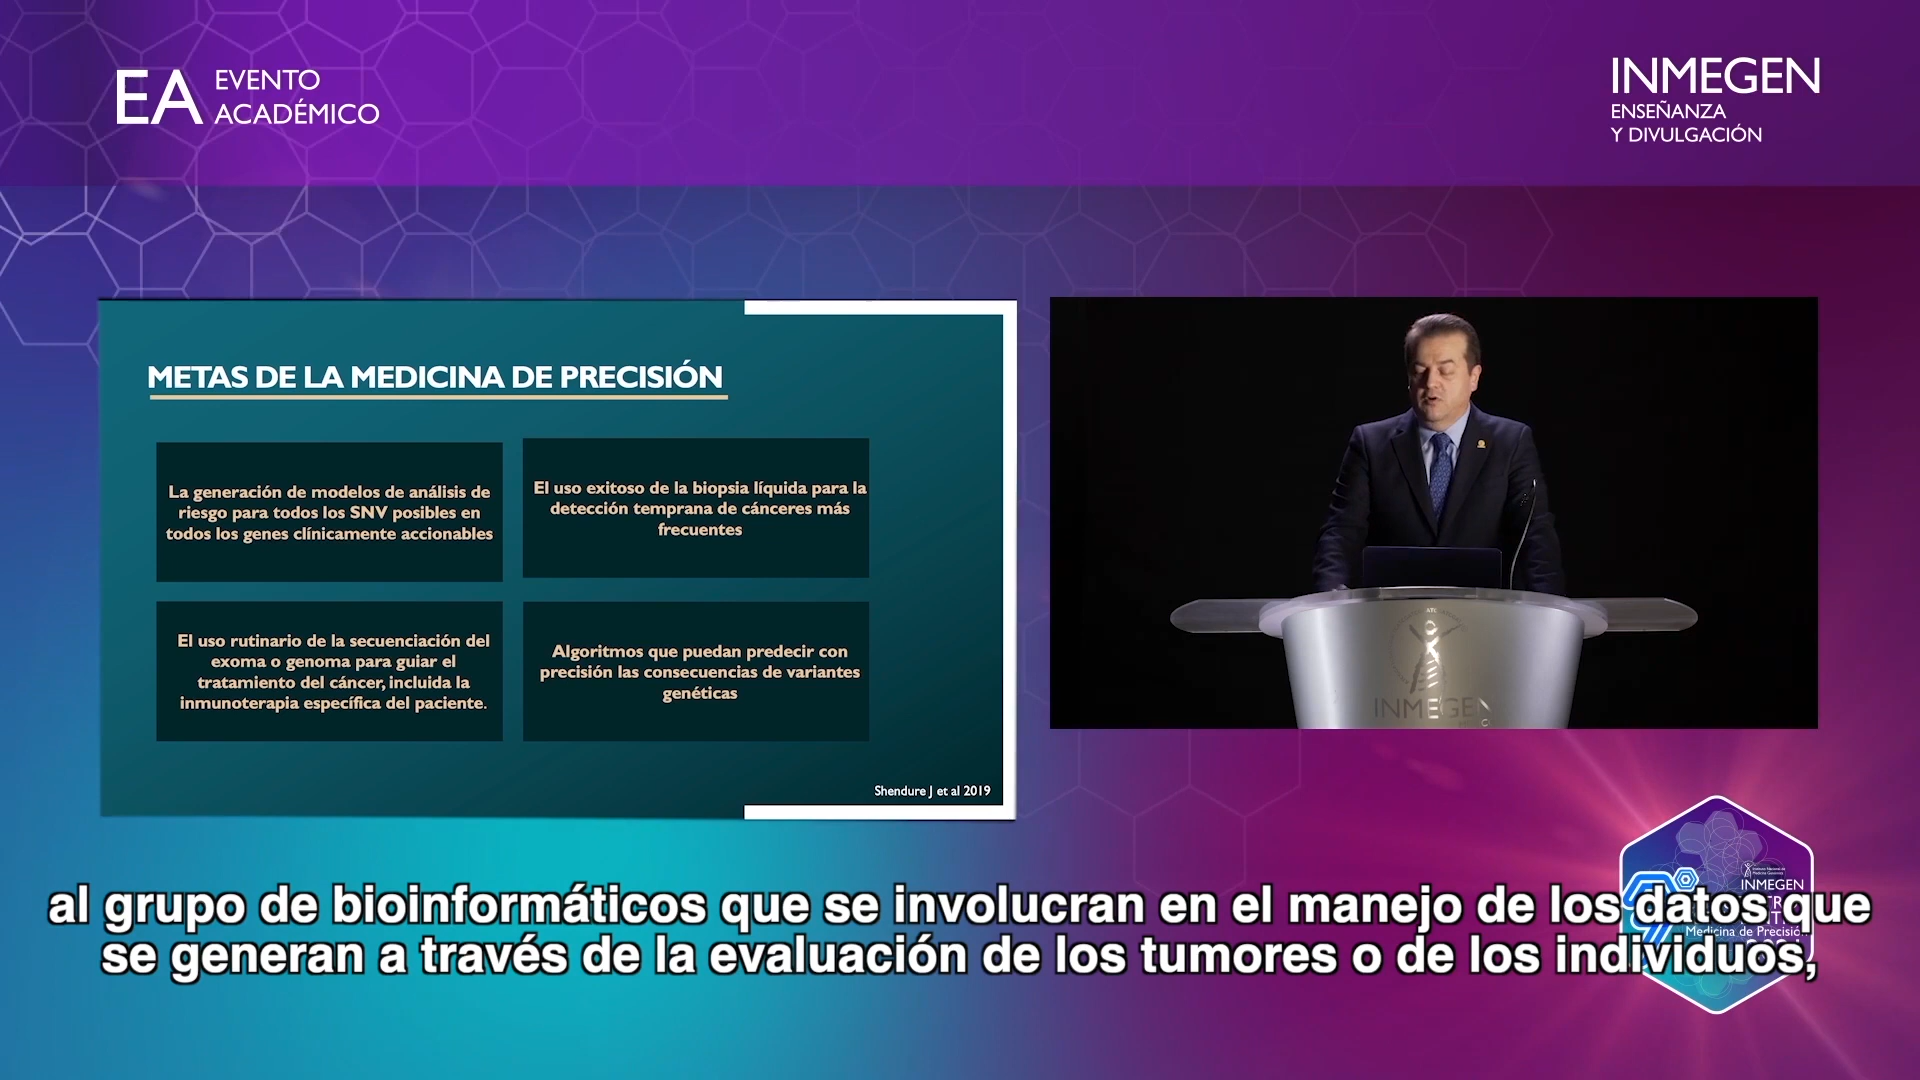 EA EVENTO
ACADÉMICO
INMEGEN
ENSEÑANZA
Y DIVULGACIÓN
METAS DE LA MEDICINA DE PRECISIÓN
La generación de modelos de análisis de
riesgo para todos los SNV posibles en
todos los genes clínicamente accionables
El uso exitoso de la biopsia líquida para la
detección temprana de cánceres más
frecuentes
El uso rutinario de la secuenciación del
exoma o genoma para guiar el
tratamiento del cáncer, incluida la
inmunoterapia específica del paciente.
Algoritmos que puedan predecir con
precisión las consecuencias de variantes
genéticas
Shendure J et al 2019
INMEGEN
INMEGEN
Medicina de Precisión
al grupo de bioinformáticos que se involucran en el manejo de los datos que
se generan a través de la evaluación de los tumores o de los individuos,